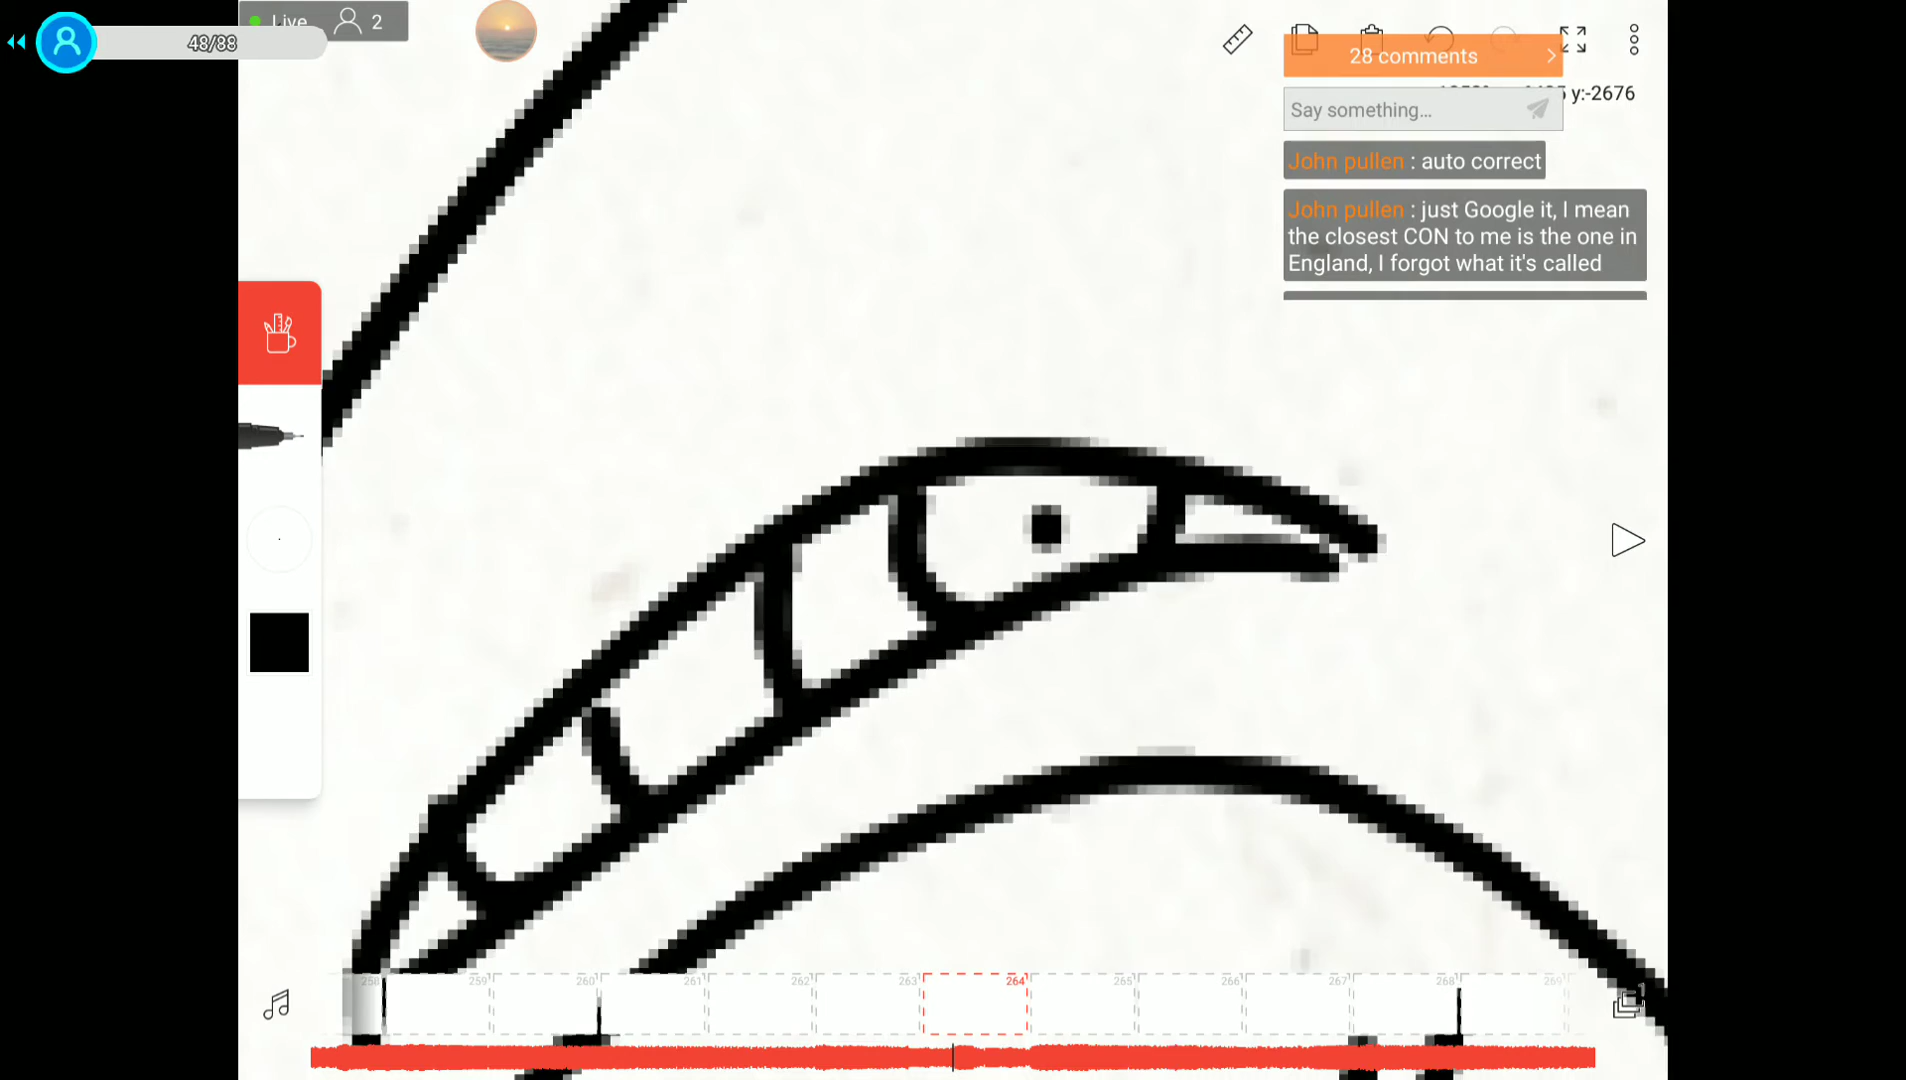 Live 2
48/88
28 comments
y:-2676
Say something...
John pullen : auto correct
John pullen : just Google it, I mean
the closest CON to me is the one in
England, I forgot what it's called
258 259 260 261 262 263 264 265 266 267 268 269